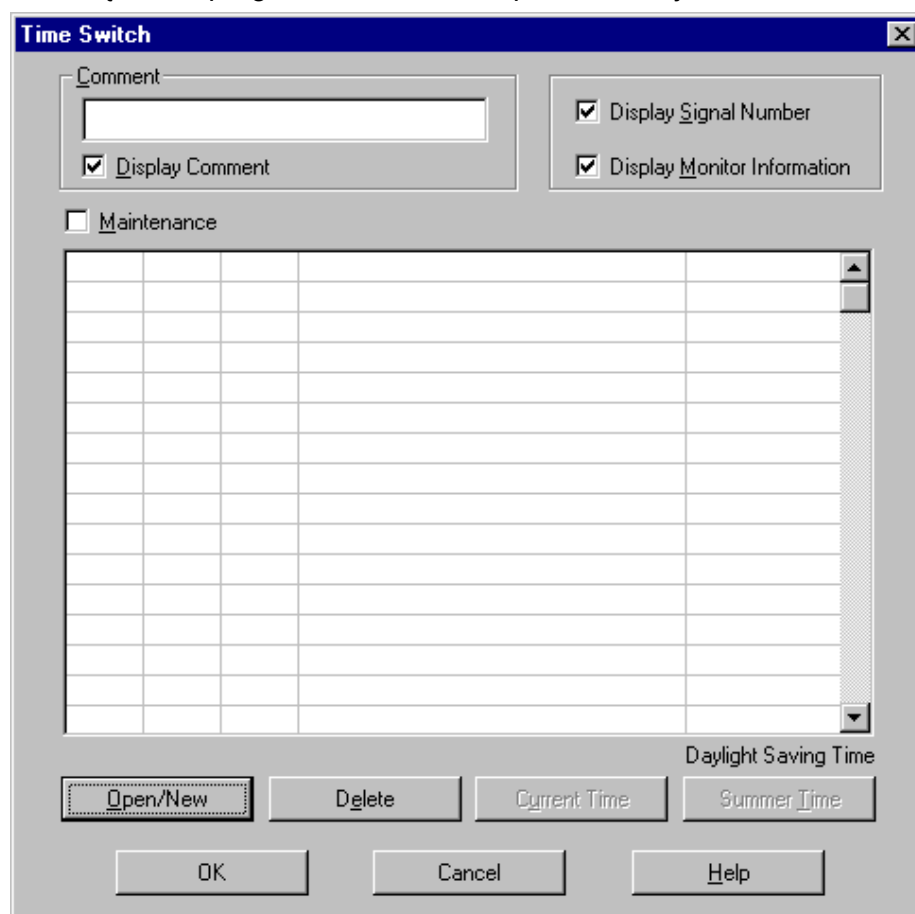 Time Switch
Comment
Display Signal Number
Display Comment
Display Monitor Information
Maintenance
Daylight Saving Time
Open/New
Delete
Current Time
Summer Time
OK
Cancel
Help